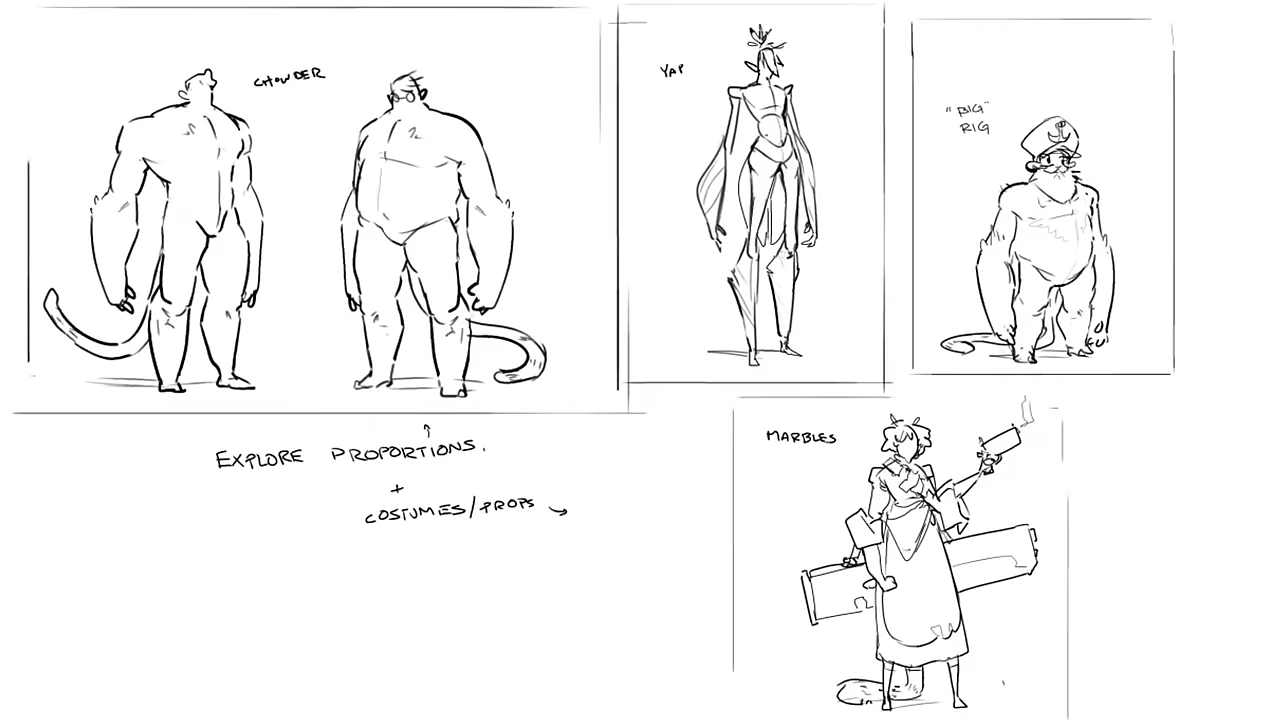 CHOWDER
YAP
"BIG"
RIG
MARBLES
EXPLORE PROPORTIONS.
+
COSTUMES/PROPS